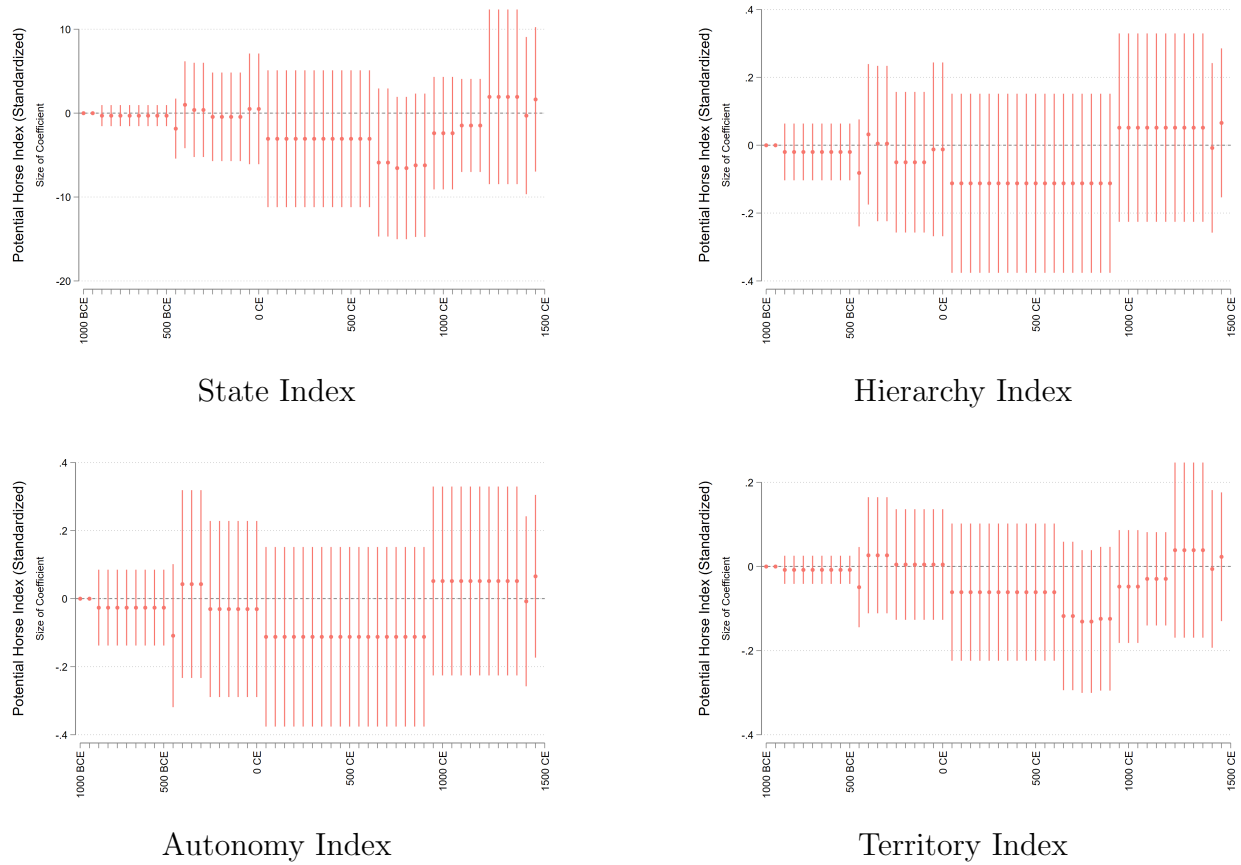 Potential Horse Index (Standardized)
Size of Coefficient
10
0
-10
-20
1000 BCE
500 BCE
0 CE
500 CE
1000 CE
1500 CE
State Index
Potential Horse Index (Standardized)
Size of Coefficient
.4
.2
0
-.2
-.4
1000 BCE
500 BCE
0 CE
500 CE
1000 CE
1500 CE
Hierarchy Index
Potential Horse Index (Standardized)
Size of Coefficient
.4
.2
0
-.2
-.4
1000 BCE
500 BCE
0 CE
500 CE
1000 CE
1500 CE
Autonomy Index
Potential Horse Index (Standardized)
Size of Coefficient
.2
0
-.2
-.4
1000 BCE
500 BCE
0 CE
500 CE
1000 CE
1500 CE
Territory Index